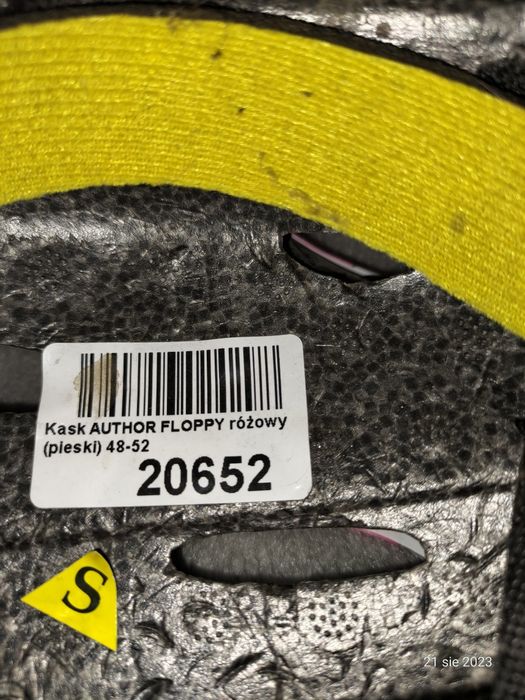 Kask AUTHOR FLOPPY różowy
(pieski) 48-52
20652
S
21 sie 2023